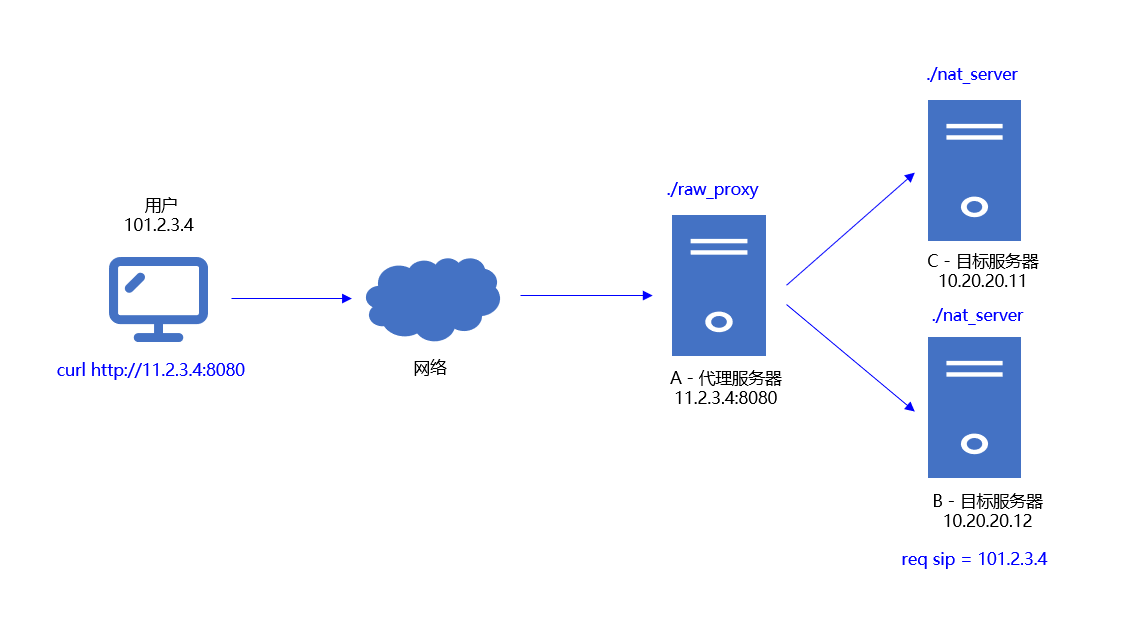 用户
101.2.3.4
curl http://11.2.3.4:8080
网络
./raw_proxy
A - 代理服务器
11.2.3.4:8080
./nat_server
C - 目标服务器
10.20.20.11
./nat_server
B - 目标服务器
10.20.20.12
req sip = 101.2.3.4